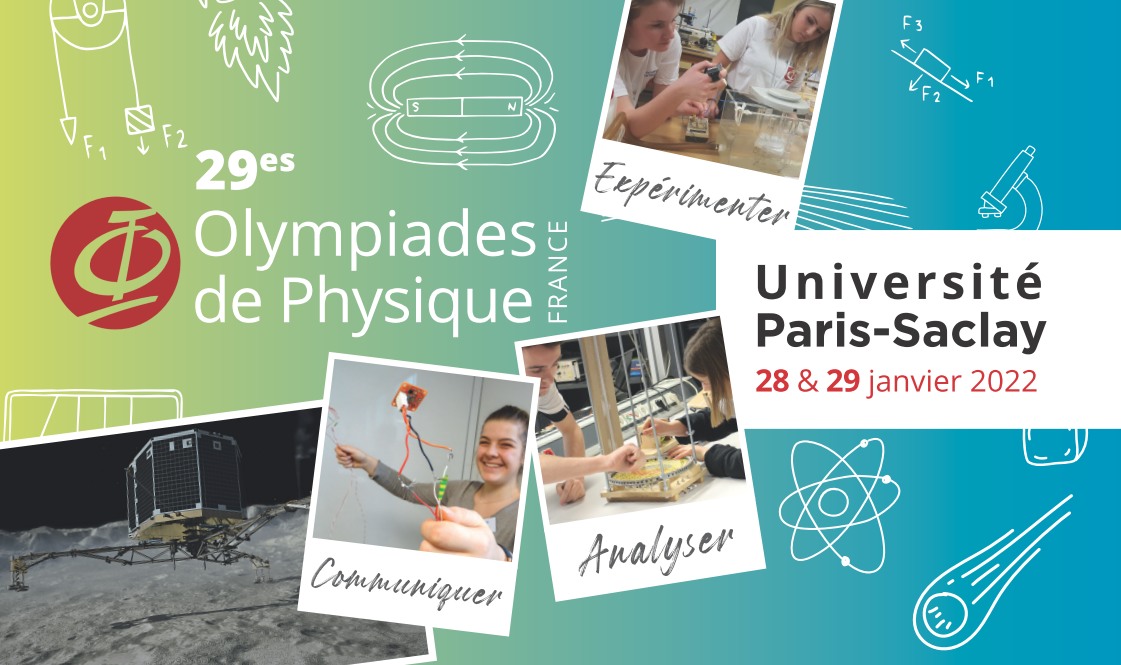 F3
F1
F2
S N
F1
F2
29es
Olympiades
de Physique
FRANCE
Expérimenter
Université
Paris-Saclay
28 & 29 janvier 2022
Analyser
Communiquer